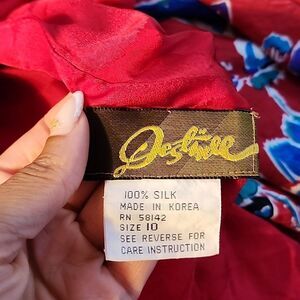 100% SILK
MADE IN KOREA
RN 58142
SIZE 10
SEE REVERSE FOR
CARE INSTRUCTION